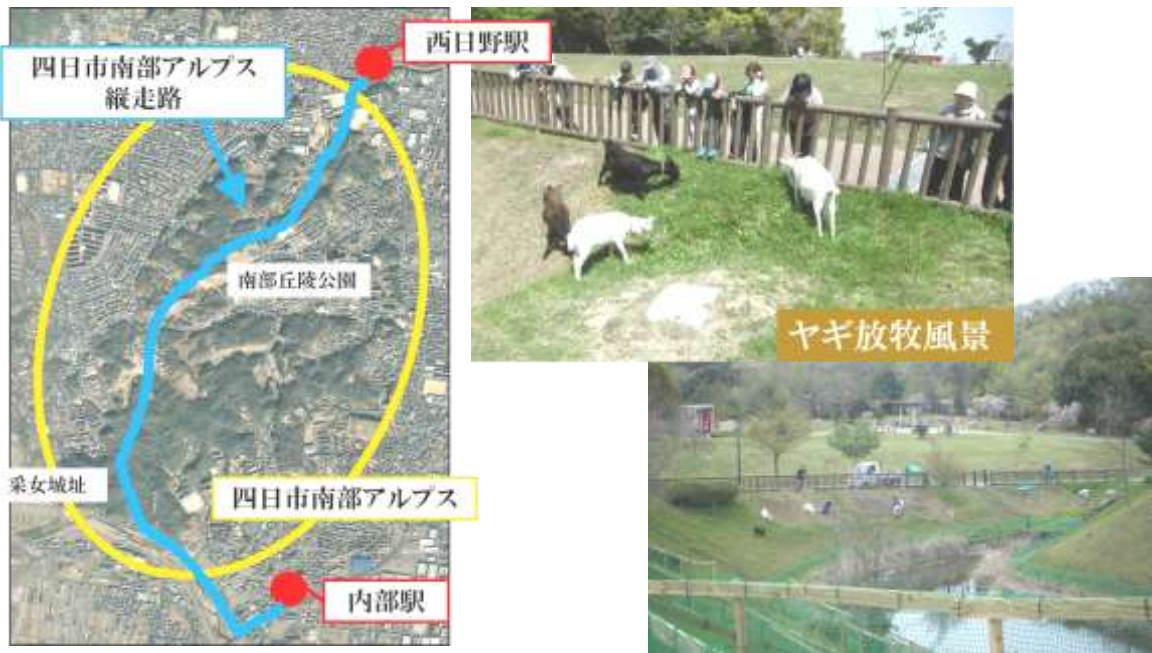 西日野駅
四日市南部アルプス
縦走路
南部丘陵公園
采女城址
四日市南部アルプス
内部駅
ヤギ放牧風景